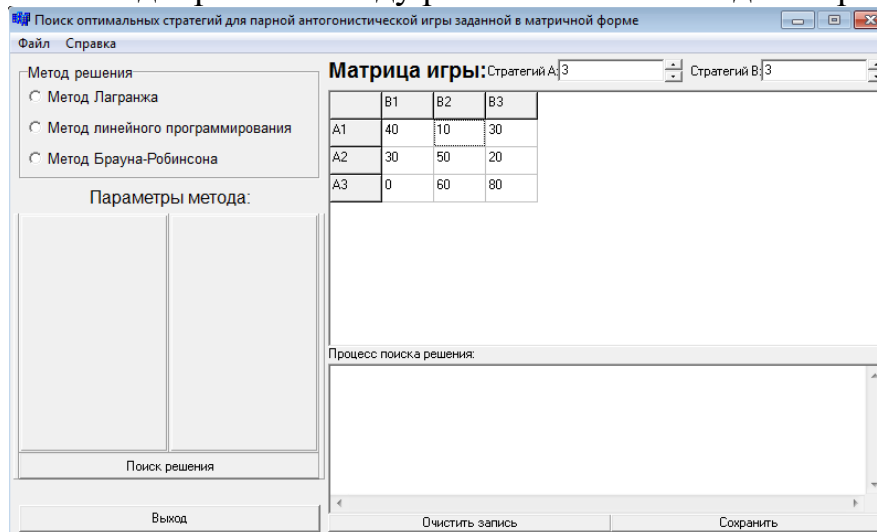 Поиск оптимальных стратегий для парной антогонистической игры заданной в матричной форме
Файл Справка
Метод решения
Метод Лагранжа
Метод линейного программирования
Метод Брауна-Робинсона
Параметры метода:
Поиск решения
Выход
Матрица игры: Стратегий A: 3 Стратегий B: 3
B1 B2 B3
A1 40 10 30
A2 30 50 20
A3 0 60 80
Процесс поиска решения:
Очистить запись Сохранить